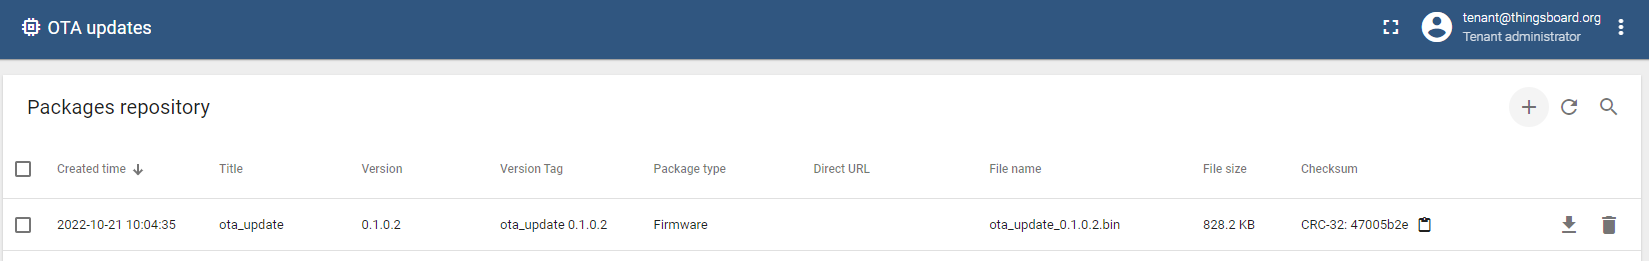 OTA updates
tenant@thingsboard.org
Tenant administrator
Packages repository
Created time Title Version Version Tag Package type Direct URL File name File size Checksum
2022-10-21 10:04:35 ota_update 0.1.0.2 ota_update 0.1.0.2 Firmware ota_update_0.1.0.2.bin 828.2 KB CRC-32: 47005b2e